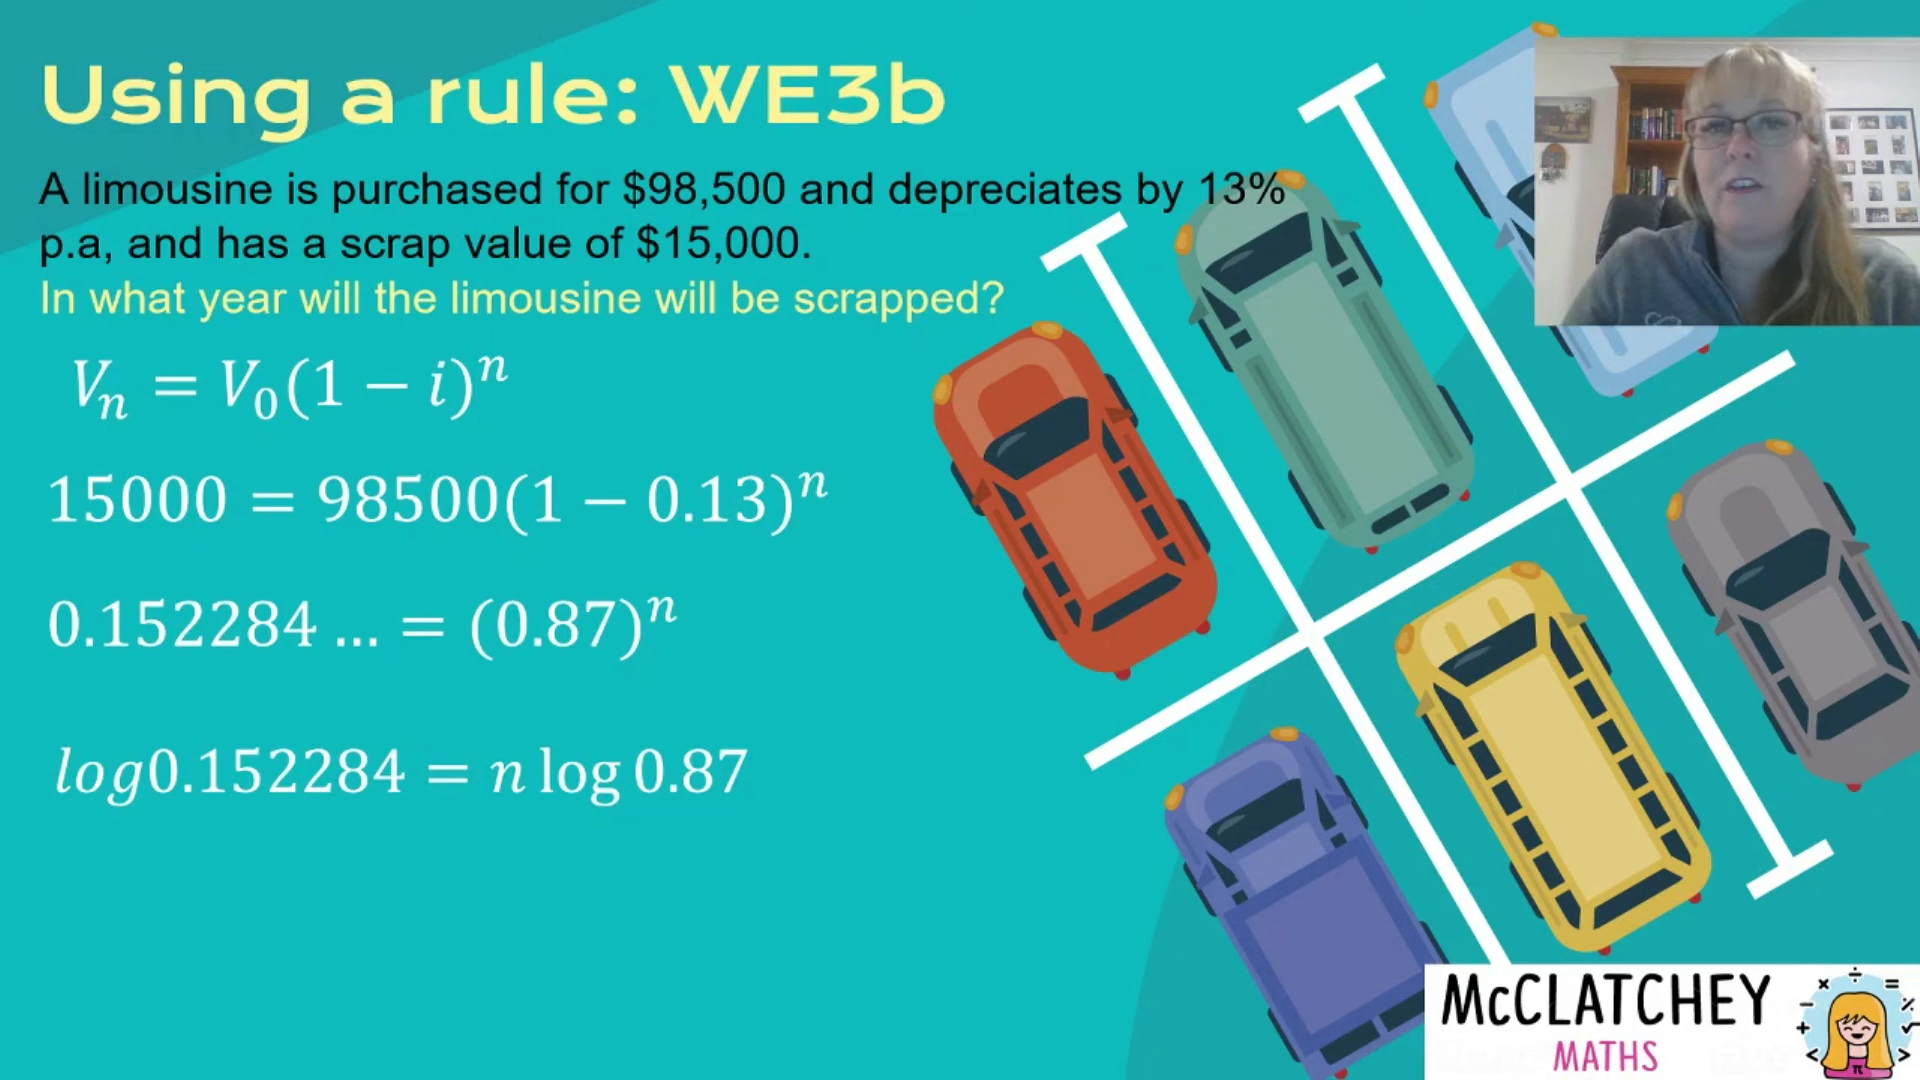 Using a rule: WE3b
A limousine is purchased for $98,500 and depreciates by 13%
p.a, and has a scrap value of $15,000.
In what year will the limousine will be scrapped?
Vₙ = V₀(1 − i)ⁿ
15000 = 98500(1 − 0.13)ⁿ
0.152284 ... = (0.87)ⁿ
log0.152284 = n log 0.87
McCLATCHEY
MATHS